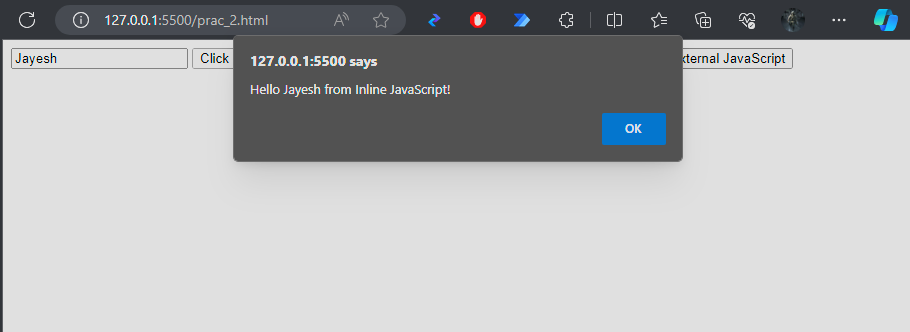 127.0.0.1:5500/prac_2.html
127.0.0.1:5500 says
Hello Jayesh from Inline JavaScript!
OK
Jayesh Click JavaScript